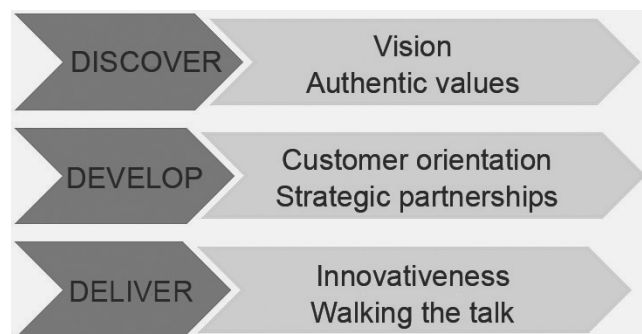 DISCOVER
Vision
Authentic values
DEVELOP
Customer orientation
Strategic partnerships
DELIVER
Innovativeness
Walking the talk